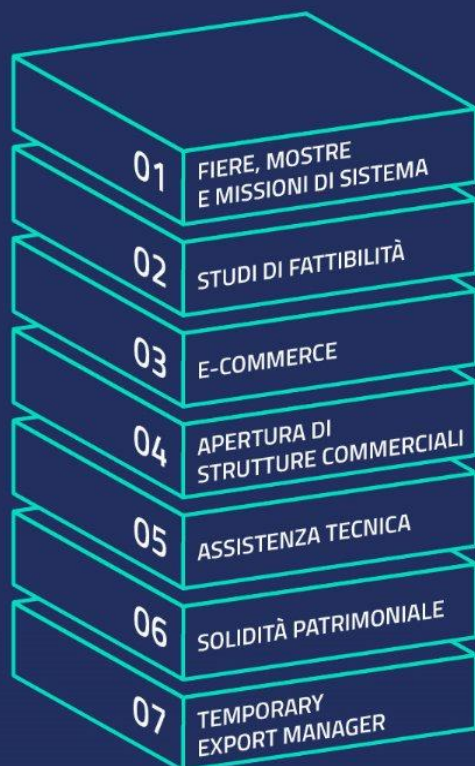 01
FIERE, MOSTRE
E MISSIONI DI SISTEMA
02
STUDI DI FATTIBILITÀ
03
E-COMMERCE
04
APERTURA DI
STRUTTURE COMMERCIALI
05
ASSISTENZA TECNICA
06
SOLIDITÀ PATRIMONIALE
07
TEMPORARY
EXPORT MANAGER